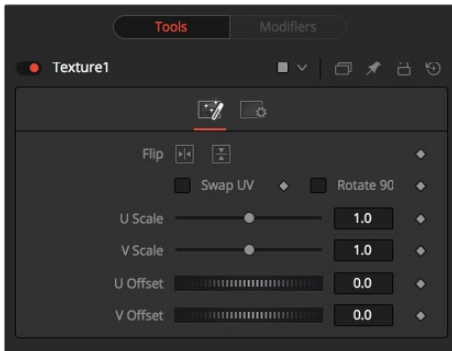 Tools Modifiers
Texture1
Flip
Swap UV Rotate 90
U Scale 1.0
V Scale 1.0
U Offset 0.0
V Offset 0.0